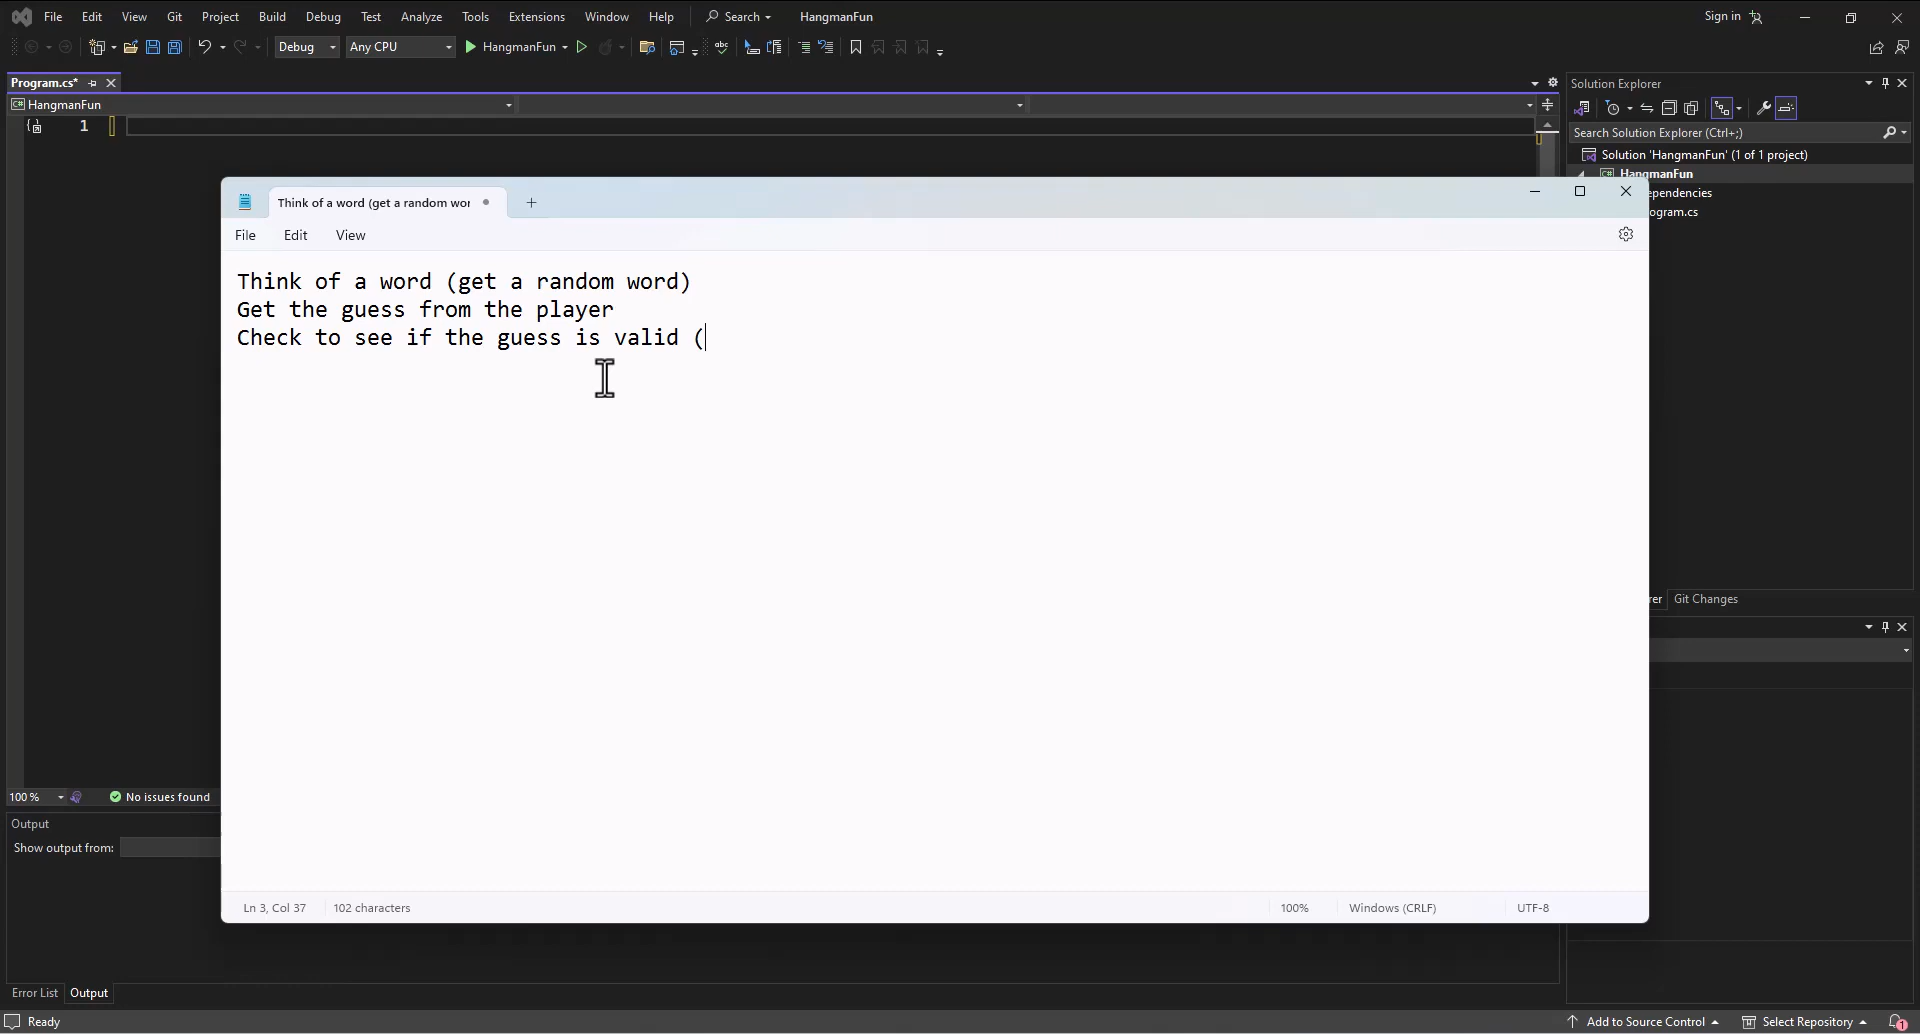 File Edit View Git Project Build Debug Test Analyze Tools Extensions Window Help Search HangmanFun Sign in
Debug Any CPU HangmanFun
Program.cs*
HangmanFun
1
Solution Explorer
Search Solution Explorer (Ctrl+;)
Solution 'HangmanFun' (1 of 1 project)
HangmanFun
ependencies
ogram.cs
Think of a word (get a random wor
File Edit View
Think of a word (get a random word)
Get the guess from the player
Check to see if the guess is valid (
Ln 3, Col 37 102 characters 100% Windows (CRLF) UTF-8
rer Git Changes
100 % No issues found
Output
Show output from:
Error List Output
Ready Add to Source Control Select Repository 1